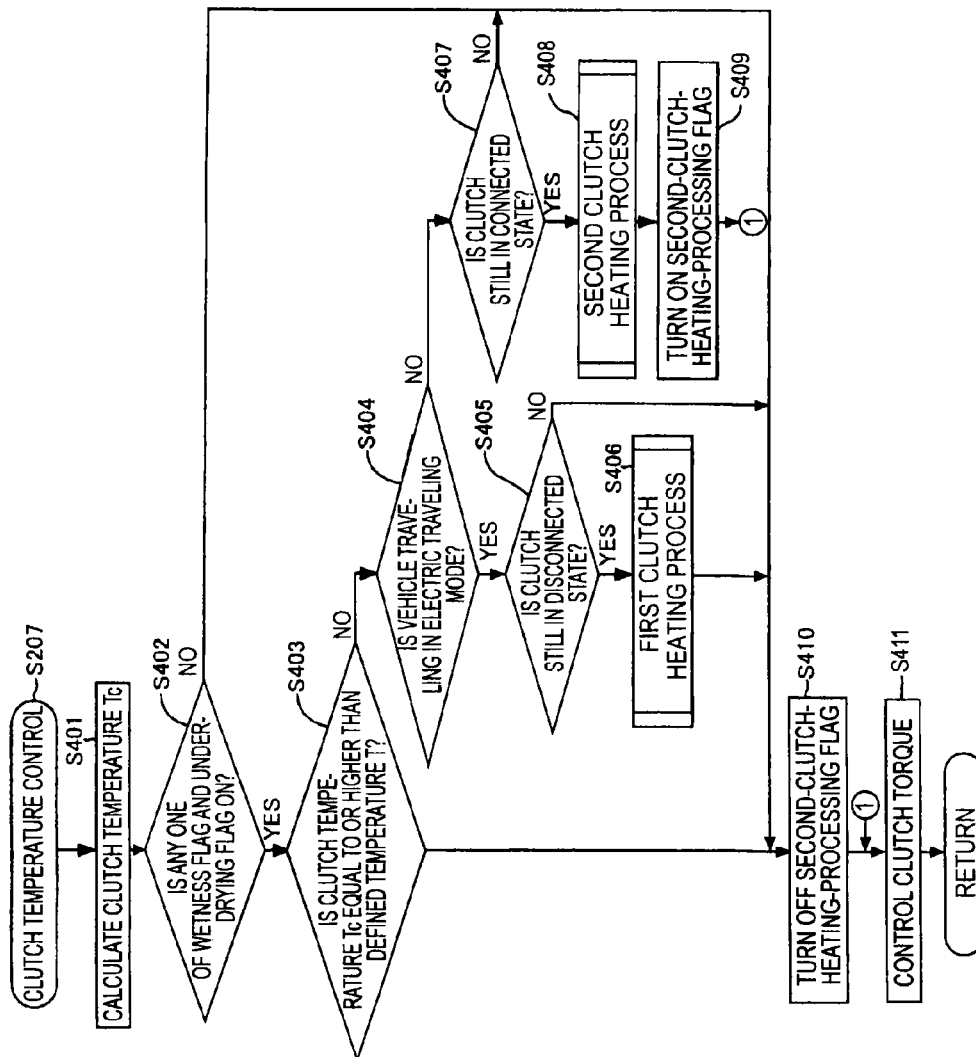 CLUTCH TEMPERATURE CONTROL
S207
S401
CALCULATE CLUTCH TEMPERATURE Tc
S402
IS ANY ONE
OF WETNESS FLAG AND UNDER-
DRYING FLAG ON?
NO
YES
S403
IS CLUTCH TEMPE-
RATURE Tc EQUAL TO OR HIGHER THAN
DEFINED TEMPERATURE T?
NO
S404
IS VEHICLE TRAVE-
LING IN ELECTRIC TRAVELING
MODE?
NO
YES
S405
IS CLUTCH
STILL IN DISCONNECTED
STATE?
NO
YES
S406
FIRST CLUTCH
HEATING PROCESS
S407
IS CLUTCH
STILL IN CONNECTED
STATE?
NO
YES
S408
SECOND CLUTCH
HEATING PROCESS
S409
TURN ON SECOND-CLUTCH-
HEATING-PROCESSING FLAG
1
S410
TURN OFF SECOND-CLUTCH-
HEATING-PROCESSING FLAG
1
S411
CONTROL CLUTCH TORQUE
RETURN